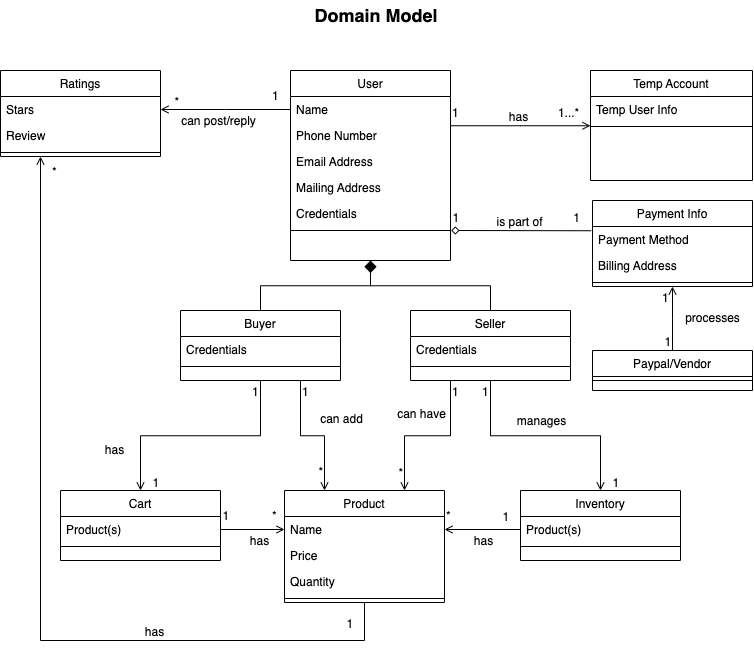 Domain Model
Ratings
Stars
Review
*
1
can post/reply
User
Name
Phone Number
Email Address
Mailing Address
Credentials
1
has
1...*
Temp Account
Temp User Info
1
is part of
1
Payment Info
Payment Method
Billing Address
1
processes
1
Paypal/Vendor
*
Buyer
Credentials
Seller
Credentials
1
1
can add
*
has
1
can have
1
1
manages
*
1
Cart
Product(s)
1
*
has
Product
Name
Price
Quantity
*
1
has
Inventory
Product(s)
1
has